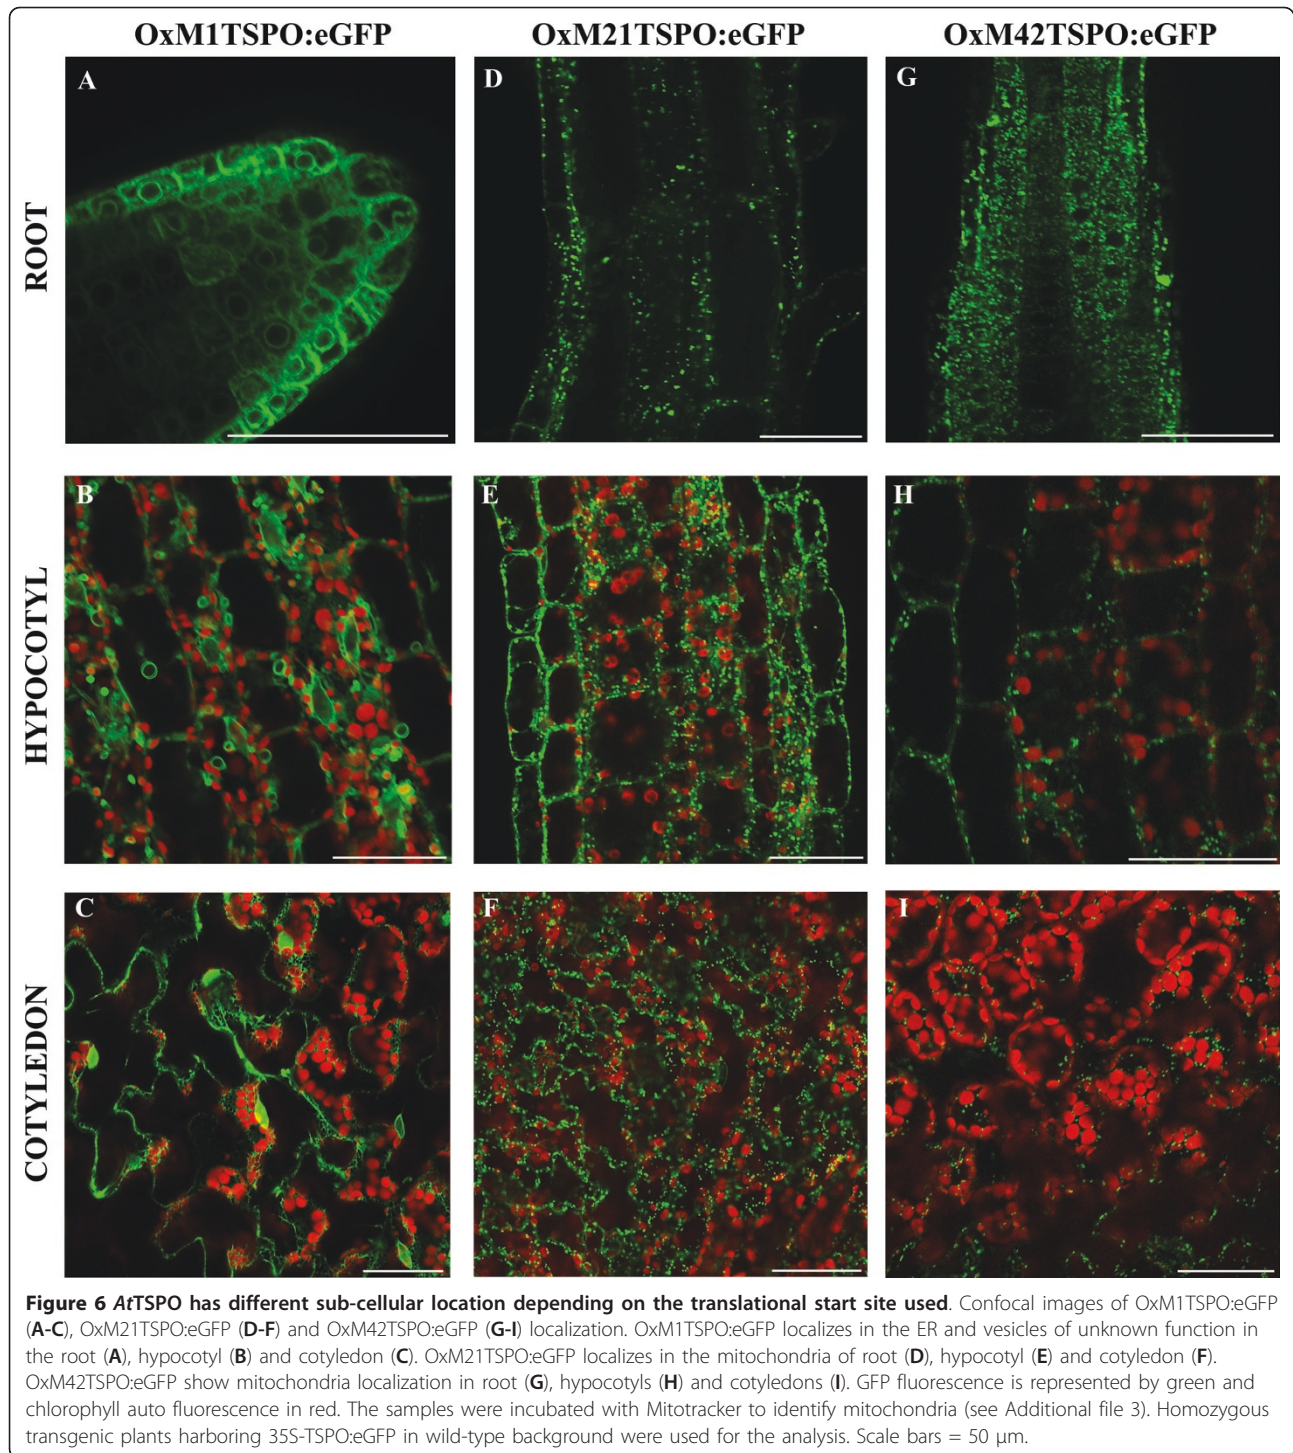 OxM1TSPO:eGFP OxM21TSPO:eGFP OxM42TSPO:eGFP
ROOT
A D G
HYPOCOTYL
B E H
COTYLEDON
C F I
Figure 6 AtTSPO has different sub-cellular location depending on the translational start site used. Confocal images of OxM1TSPO:eGFP
(A-C), OxM21TSPO:eGFP (D-F) and OxM42TSPO:eGFP (G-I) localization. OxM1TSPO:eGFP localizes in the ER and vesicles of unknown function in
the root (A), hypocotyl (B) and cotyledon (C). OxM21TSPO:eGFP localizes in the mitochondria of root (D), hypocotyl (E) and cotyledon (F).
OxM42TSPO:eGFP show mitochondria localization in root (G), hypocotyls (H) and cotyledons (I). GFP fluorescence is represented by green and
chlorophyll auto fluorescence in red. The samples were incubated with Mitotracker to identify mitochondria (see Additional file 3). Homozygous
transgenic plants harboring 35S-TSPO:eGFP in wild-type background were used for the analysis. Scale bars = 50 μm.